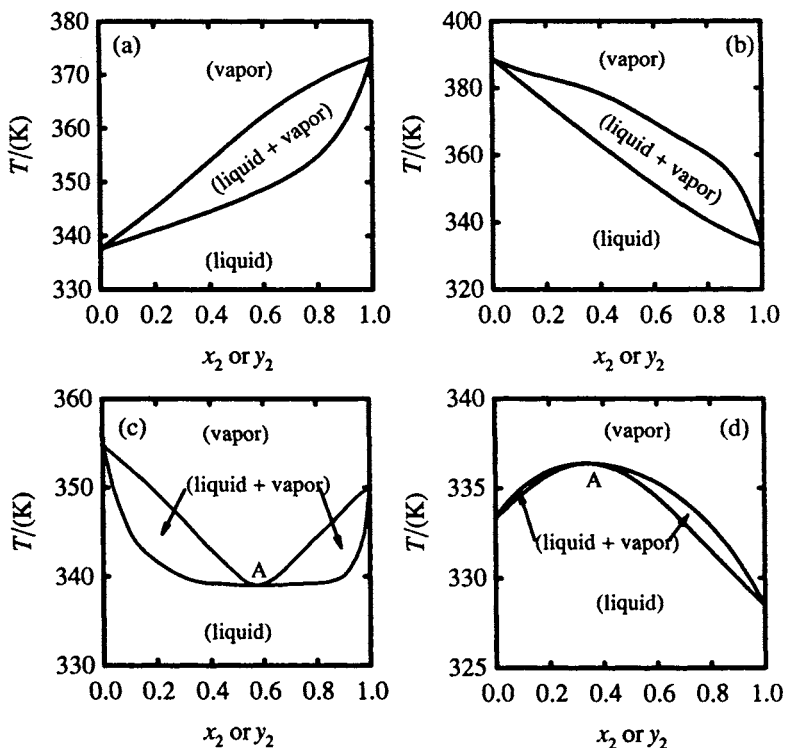 (a)
(vapor)
(liquid + vapor)
(liquid)
T/(K)
380
370
360
350
340
330
0.0 0.2 0.4 0.6 0.8 1.0
x₂ or y₂
(b)
(vapor)
(liquid + vapor)
(liquid)
T/(K)
400
380
360
340
320
0.0 0.2 0.4 0.6 0.8 1.0
x₂ or y₂
(c)
(vapor)
(liquid + vapor)
A
(liquid)
T/(K)
360
350
340
330
0.0 0.2 0.4 0.6 0.8 1.0
x₂ or y₂
(d)
(vapor)
A
(liquid + vapor)
(liquid)
T/(K)
340
335
330
325
0.0 0.2 0.4 0.6 0.8 1.0
x₂ or y₂